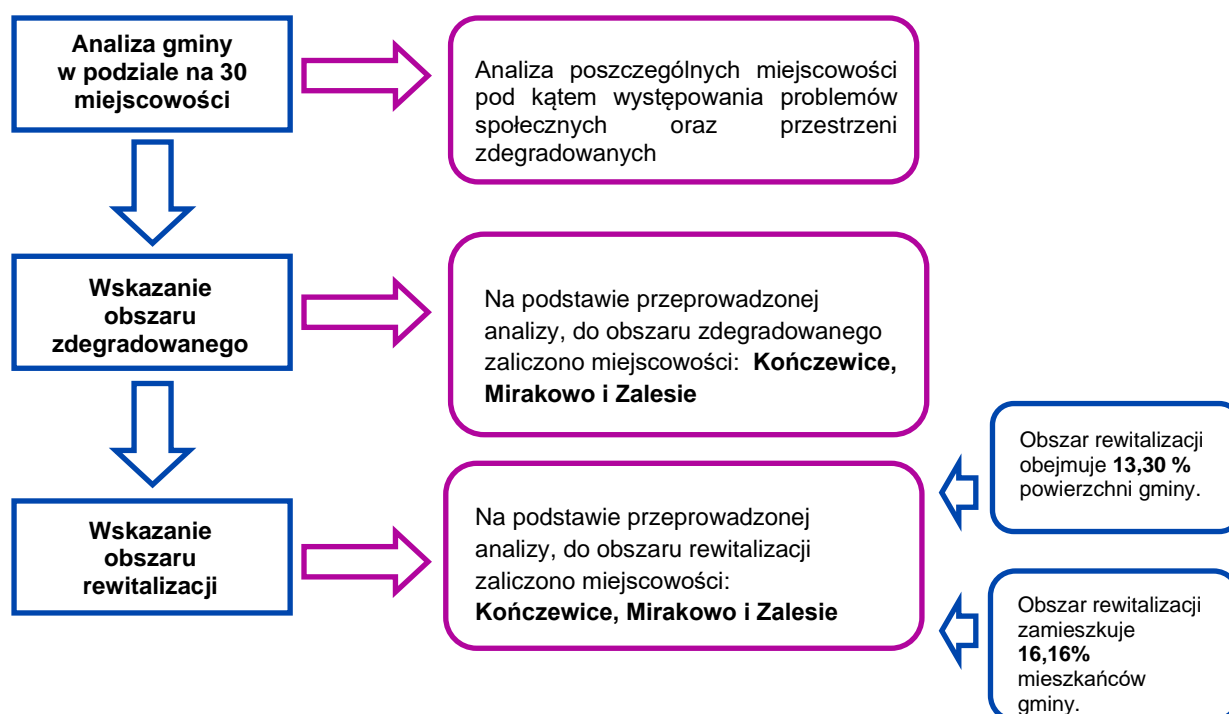 Analiza gminy
w podziale na 30
miejscowości
Analiza poszczególnych miejscowości
pod kątem występowania problemów
społecznych oraz przestrzeni
zdegradowanych
Wskazanie
obszaru
zdegradowanego
Na podstawie przeprowadzonej
analizy, do obszaru zdegradowanego
zaliczono miejscowości: Kończewice,
Mirakowo i Zalesie
Wskazanie
obszaru
rewitalizacji
Na podstawie przeprowadzonej
analizy, do obszaru rewitalizacji
zaliczono miejscowości:
Kończewice, Mirakowo i Zalesie
Obszar rewitalizacji
obejmuje 13,30 %
powierzchni gminy.
Obszar rewitalizacji
zamieszkuje
16,16%
mieszkańców
gminy.